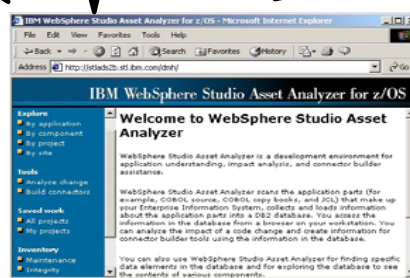 IBM WebSphere Studio Asset Analyzer for z/OS - Microsoft Internet Explorer
File Edit View Favorites Tools Help
Back Search Favorites History
Address http://stlads2b.stl.ibm.com/dmh/ Go
IBM WebSphere Studio Asset Analyzer for z/OS
Explore
By application
By component
By project
By site
Tools
Analyze change
Build connectors
Saved work
All projects
My projects
Inventory
Maintenance
Integrity
Welcome to WebSphere Studio Asset
Analyzer
WebSphere Studio Asset Analyzer is a development environment for
application understanding, impact analysis, and connector builder
assistance.
WebSphere Studio Asset Analyzer scans the application parts (for
example, COBOL source, COBOL copy books, and JCL) that make up
your Enterprise Information System, collects and loads information
about the application parts into a DB2 database. You access the
information in the database from a browser on your workstation. You
can analyze the impact of a code change and create information for
connector builder tools using the information in the database.
You can also use WebSphere Studio Asset Analyzer for finding specific
data elements in the database and for exploring the database to see
the contents of various components.